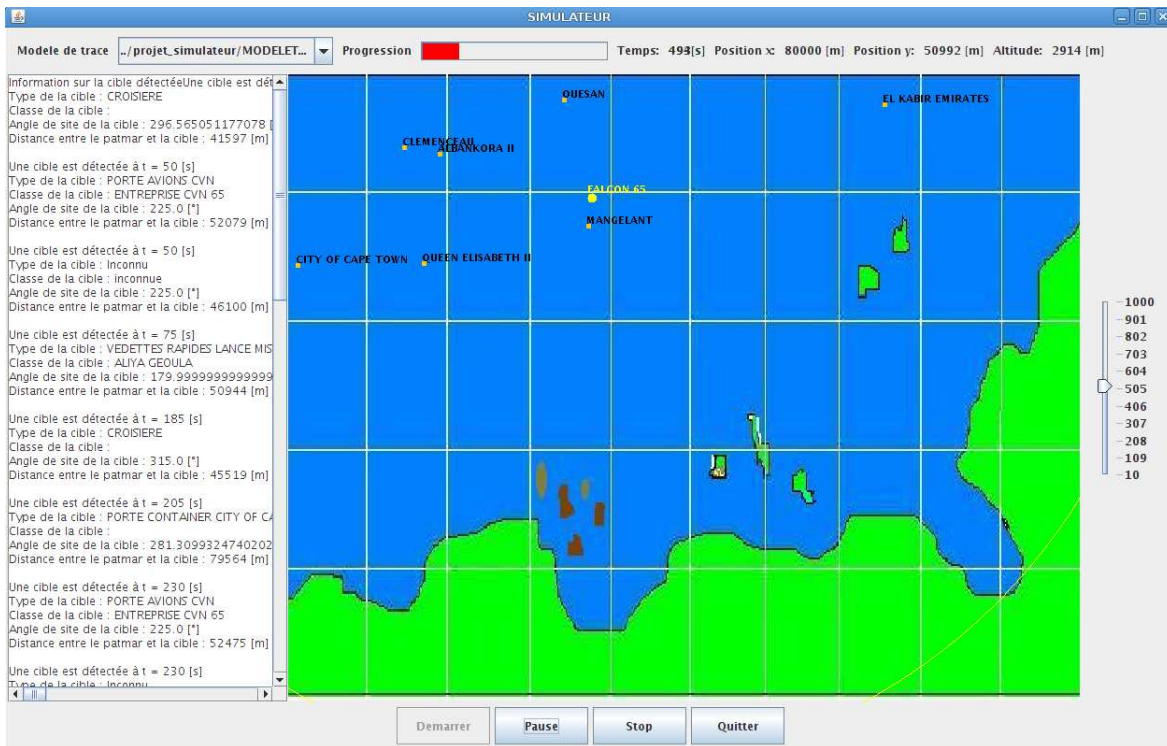 SIMULATEUR
Modele de trace ../projet_simulateur/MODELET... Progression Temps: [s] Position x: 80000 [m] Position y: 50992 [m] Altitude: 2914 [m]
Information sur la cible détectéeUne cible est dét
Type de la cible : CROISIERE
Classe de la cible :
Angle de site de la cible : 296.565051177078 [
Distance entre le patmar et la cible : 41597 [m]
Une cible est détectée à t = 50 [s]
Type de la cible : PORTE AVIONS CVN
Classe de la cible : ENTREPRISE CVN 65
Angle de site de la cible : 225.0 [°]
Distance entre le patmar et la cible : 52079 [m]
Une cible est détectée à t = 50 [s]
Type de la cible : Inconnu
Classe de la cible : inconnue
Angle de site de la cible : 225.0 [°]
Distance entre le patmar et la cible : 46100 [m]
Une cible est détectée à t = 75 [s]
Type de la cible : VEDETTES RAPIDES LANCE MIS
Classe de la cible : ALIYA GEOULA
Angle de site de la cible : 179.9999999999999
Distance entre le patmar et la cible : 50944 [m]
Une cible est détectée à t = 185 [s]
Type de la cible : CROISIERE
Classe de la cible :
Angle de site de la cible : 315.0 [°]
Distance entre le patmar et la cible : 45519 [m]
Une cible est détectée à t = 205 [s]
Type de la cible : PORTE CONTAINER CITY OF CA
Classe de la cible :
Angle de site de la cible : 281.3099324740202
Distance entre le patmar et la cible : 79564 [m]
Une cible est détectée à t = 230 [s]
Type de la cible : PORTE AVIONS CVN
Classe de la cible : ENTREPRISE CVN 65
Angle de site de la cible : 225.0 [°]
Distance entre le patmar et la cible : 52475 [m]
Une cible est détectée à t = 230 [s]
Type de la cible : Inconnu
OUESAN
EL KABIR EMIRATES
CLEMENCEAU
ALBANKORA II
FALCON 65
MANGELANT
CITY OF CAPE TOWN
QUEEN ELISABETH II
1000
901
802
703
604
505
406
307
208
109
10
Demarrer Pause Stop Quitter